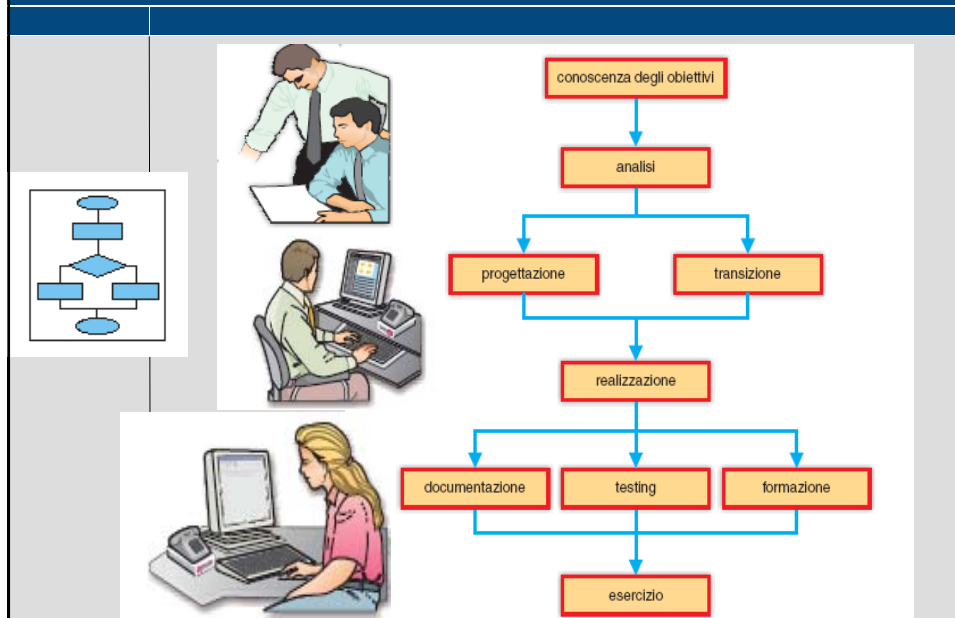 conoscenza degli obiettivi
analisi
progettazione
transizione
realizzazione
documentazione
testing
formazione
esercizio